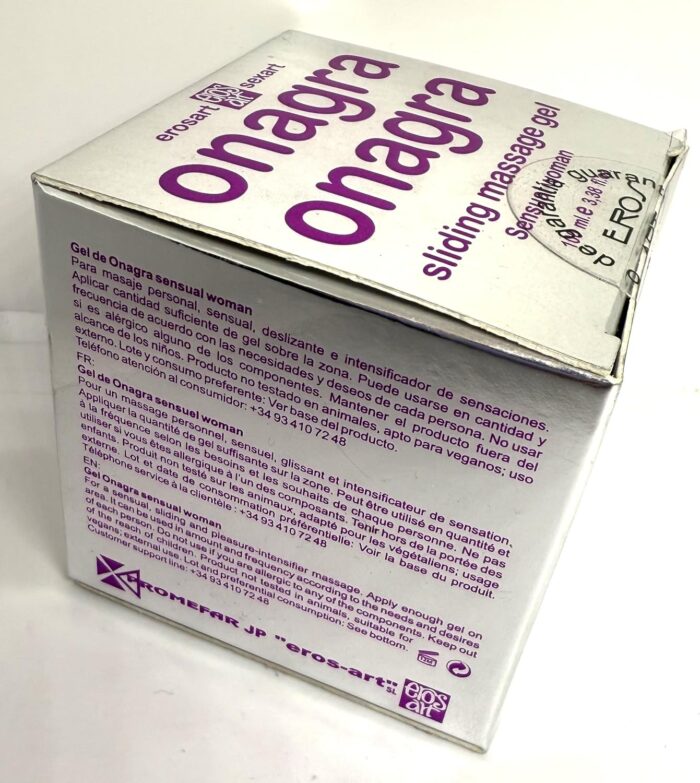 erosart eros art sexart
onagra
onagra
sliding massage gel
Sensual woman
100 ml. e 3.38 fl
garantía
EROS
Gel de Onagra sensual woman
Para masaje personal, sensual, deslizante e intensificador de sensaciones.
Aplicar cantidad suficiente de gel sobre la zona. Puede usarse en cantidad y
frecuencia de acuerdo con las necesidades y deseos de cada persona. No usar
si es alérgico alguno de los componentes. Mantener el producto fuera del
alcance de los niños. Producto no testado en animales, apto para veganos; uso
externo. Lote y consumo preferente: Ver base del producto.
Teléfono atención al consumidor: +34 93 410 72 48
FR:
Gel de Onagra sensuel woman
Pour un massage personnel, sensuel, glissant et intensificateur de sensation.
Appliquer la quantité de gel suffisante sur la zone. Peut être utilisé en quantité et
à la fréquence selon les besoins et les souhaits de chaque personne. Ne pas
utiliser si vous êtes allergique à l'un des composants. Tenir hors de la portée des
enfants. Produit non testé sur les animaux, adapté pour les végétaliens; usage
externe. Lot et date de consommation préférentielle: Voir la base du produit.
Téléphone service à la clientèle: +34 93 410 72 48
EN:
Gel Onagra sensual woman
For a sensual, sliding and pleasure-intensifier massage. Apply enough gel on
area. It can be used in amount and frequency according to the needs and desires
of each person. Do not use if you are allergic to any of the components. Keep out
of the reach of children. Product not tested in animals, suitable for
vegans; external use. Lot and preferential consumption: See bottom.
Customer support line: +34 93 410 72 48
PROMEFAR JP "eros-art" SL
eros art